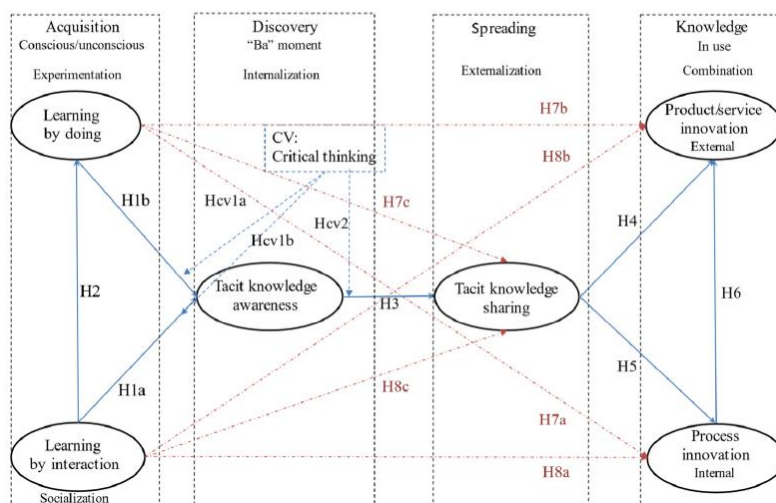 Acquisition
Conscious/unconscious
Experimentation
Discovery
“Ba” moment
Internalization
Spreading
Externalization
Knowledge
In use
Combination
Learning
by doing
CV:
Critical thinking
Product/service
innovation
External
H7b
H8b
H1b
Hcv1a
Hcv1b
Hcv2
H7c
H4
H2
Tacit knowledge
awareness
H3
Tacit knowledge
sharing
H6
H1a
H8c
H5
H7a
H8a
Learning
by interaction
Socialization
Process
innovation
Internal